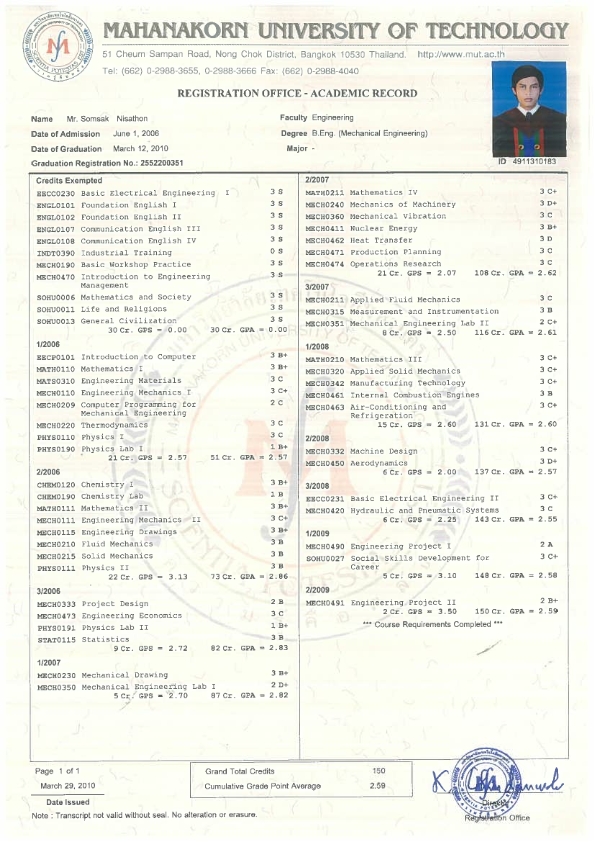 MAHANAKORN UNIVERSITY OF TECHNOLOGY
51 Cheum Sampan Road, Nong Chok District, Bangkok 10530 Thailand. http://www.mut.ac.th
Tel: (662) 0-2988-3655, 0-2988-3666 Fax: (662) 0-2988-4040
REGISTRATION OFFICE - ACADEMIC RECORD
Name Mr. Somsak Nisathon
Faculty Engineering
Date of Admission June 1, 2006
Degree B.Eng. (Mechanical Engineering)
Date of Graduation March 12, 2010
Major -
Graduation Registration No.: 2552200351
ID 4911310183
Credits Exempted
EECC0230 Basic Electrical Engineering I 3 S
ENGL0101 Foundation English I 3 S
ENGL0102 Foundation English II 3 S
ENGL0107 Communication English III 3 S
ENGL0108 Communication English IV 3 S
INDT0390 Industrial Training 0 S
MECH0190 Basic Workshop Practice 3 S
MECH0470 Introduction to Engineering 3 S
Management
SOHU0006 Mathematics and Society 3 S
SOHU0011 Life and Religions 3 S
SOHU0013 General Civilization 3 S
30 Cr. GPS = 0.00 30 Cr. GPA = 0.00
1/2006
EECP0101 Introduction to Computer 3 B+
MATH0110 Mathematics I 3 B+
MATS0310 Engineering Materials 3 C
MECH0110 Engineering Mechanics I 3 C+
MECH0209 Computer Programming for 2 C
Mechanical Engineering
MECH0220 Thermodynamics 3 C
PHYS0110 Physics I 3 C
PHYS0190 Physics Lab I 1 B+
21 Cr. GPS = 2.57 51 Cr. GPA = 2.57
2/2006
CHEM0120 Chemistry I 3 B+
CHEM0190 Chemistry Lab 1 B
MATH0111 Mathematics II 3 B+
MECH0111 Engineering Mechanics II 3 C+
MECH0115 Engineering Drawings 3 B+
MECH0210 Fluid Mechanics 3 B
MECH0215 Solid Mechanics 3 B
PHYS0111 Physics II 3 B
22 Cr. GPS = 3.13 73 Cr. GPA = 2.86
3/2006
MECH0333 Project Design 2 B
MECH0473 Engineering Economics 3 C
PHYS0191 Physics Lab II 1 B+
STAT0115 Statistics 3 B
9 Cr. GPS = 2.72 82 Cr. GPA = 2.83
1/2007
MECH0230 Mechanical Drawing 3 B+
MECH0350 Mechanical Engineering Lab I 2 D+
5 Cr. GPS = 2.70 87 Cr. GPA = 2.82
2/2007
MATH0211 Mathematics IV 3 C+
MECH0240 Mechanics of Machinery 3 D+
MECH0360 Mechanical Vibration 3 C
MECH0411 Nuclear Energy 3 B+
MECH0462 Heat Transfer 3 D
MECH0471 Production Planning 3 C
MECH0474 Operations Research 3 C
21 Cr. GPS = 2.07 108 Cr. GPA = 2.62
3/2007
MECH0211 Applied Fluid Mechanics 3 C
MECH0315 Measurement and Instrumentation 3 B
MECH0351 Mechanical Engineering Lab II 2 C+
8 Cr. GPS = 2.50 116 Cr. GPA = 2.61
1/2008
MATH0210 Mathematics III 3 C+
MECH0320 Applied Solid Mechanics 3 C+
MECH0342 Manufacturing Technology 3 C+
MECH0461 Internal Combustion Engines 3 B
MECH0463 Air-Conditioning and 3 C+
Refrigeration
15 Cr. GPS = 2.60 131 Cr. GPA = 2.60
2/2008
MECH0332 Machine Design 3 C+
MECH0450 Aerodynamics 3 D+
6 Cr. GPS = 2.00 137 Cr. GPA = 2.57
3/2008
EECC0231 Basic Electrical Engineering II 3 C+
MECH0420 Hydraulic and Pneumatic Systems 3 C
6 Cr. GPS = 2.25 143 Cr. GPA = 2.55
1/2009
MECH0490 Engineering Project I 2 A
SOHU0027 Social Skills Development for 3 C+
Career
5 Cr. GPS = 3.10 148 Cr. GPA = 2.58
2/2009
MECH0491 Engineering Project II 2 B+
2 Cr. GPS = 3.50 150 Cr. GPA = 2.59
*** Course Requirements Completed ***
Page 1 of 1
March 29, 2010
Date Issued
Grand Total Credits 150
Cumulative Grade Point Average 2.59
Director
Registration Office
Note : Transcript not valid without seal. No alteration or erasure.